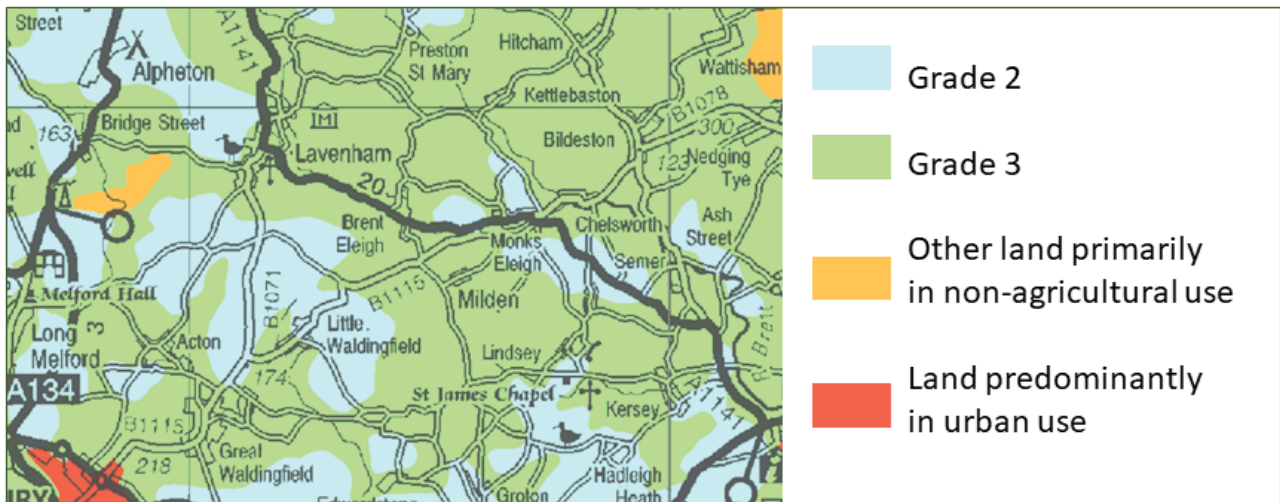 Street
A1141
Alpheton
Preston
St Mary
Hitcham
Wattisham
Kettlebaston
B1078
163
Bridge Street
300
Bildeston
Lavenham
123
Nedging
Tye
20
Brent
Eleigh
Chelsworth
Ash
Street
Monks
Eleigh
Semer
Melford Hall
B1071
B1115
Milden
Brett
Long
Melford
3
Acton
Little
Waldingfield
Lindsey
A134
174
St James Chapel
Kersey
A1141
B1115
218
Great
Waldingfield
Hadleigh
Heath
Groton
Grade 2
Grade 3
Other land primarily
in non-agricultural use
Land predominantly
in urban use